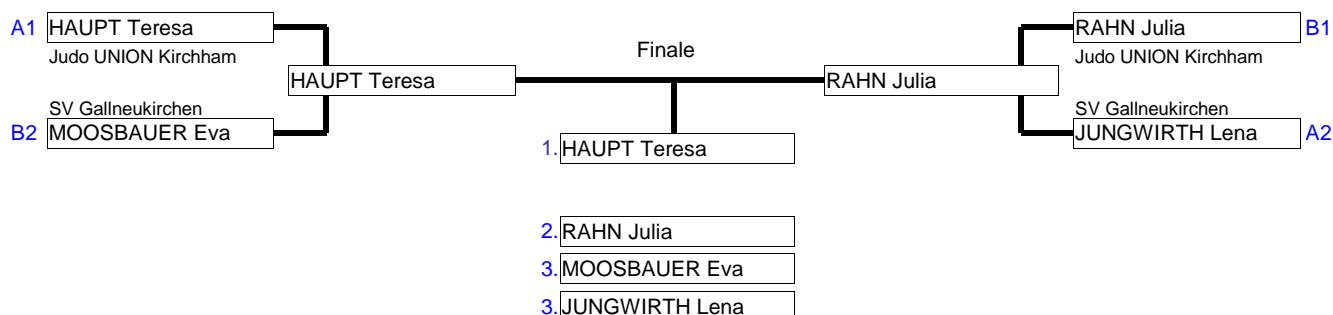 A1 HAUPT Teresa
Judo UNION Kirchham
HAUPT Teresa
SV Gallneukirchen
B2 MOOSBAUER Eva
Finale
RAHN Julia B1
Judo UNION Kirchham
RAHN Julia
SV Gallneukirchen
JUNGWIRTH Lena A2
1. HAUPT Teresa
2. RAHN Julia
3. MOOSBAUER Eva
3. JUNGWIRTH Lena